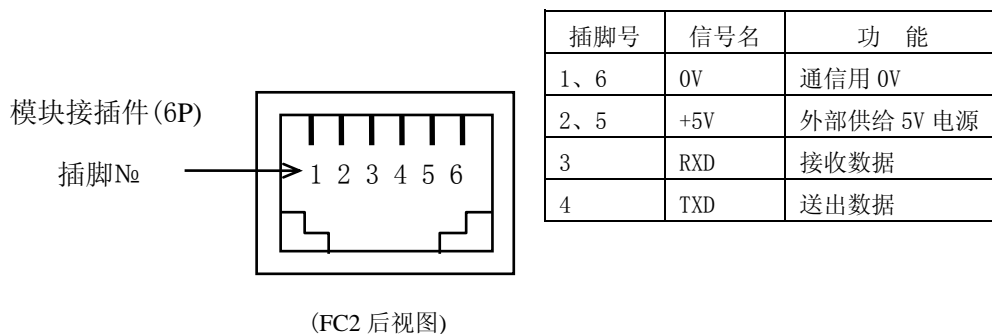 模块接插件(6P)
插脚№
1 2 3 4 5 6
(FC2 后视图)
插脚号 信号名 功 能
1、6 0V 通信用 0V
2、5 +5V 外部供给 5V 电源
3 RXD 接收数据
4 TXD 送出数据